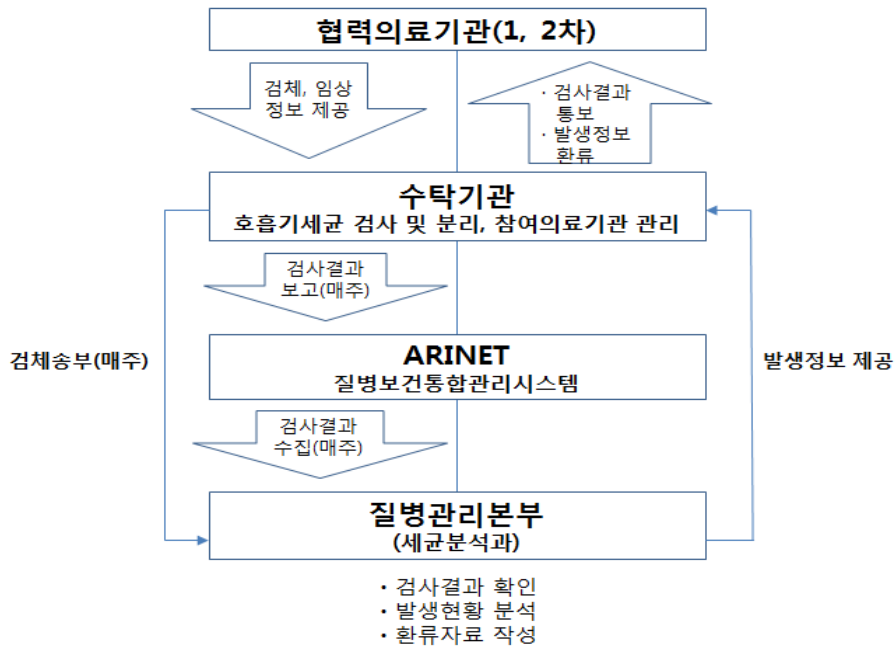 협력의료기관(1, 2차)
검체, 임상
정보 제공
· 검사결과
통보
· 발생정보
환류
수탁기관
호흡기세균 검사 및 분리, 참여의료기관 관리
검사결과
보고(매주)
검체송부(매주)
ARINET
질병보건통합관리시스템
발생정보 제공
검사결과
수집(매주)
질병관리본부
(세균분석과)
· 검사결과 확인
· 발생현황 분석
· 환류자료 작성